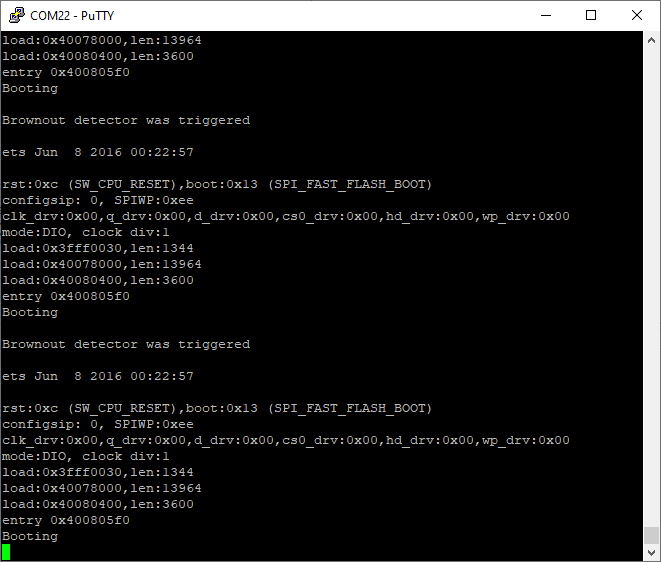 COM22 - PuTTY
load:0x40078000,len:13964
load:0x40080400,len:3600
entry 0x400805f0
Booting
Brownout detector was triggered
ets Jun  8 2016 00:22:57
rst:0xc (SW_CPU_RESET),boot:0x13 (SPI_FAST_FLASH_BOOT)
configsip: 0, SPIWP:0xee
clk_drv:0x00,q_drv:0x00,d_drv:0x00,cs0_drv:0x00,hd_drv:0x00,wp_drv:0x00
mode:DIO, clock div:1
load:0x3fff0030,len:1344
load:0x40078000,len:13964
load:0x40080400,len:3600
entry 0x400805f0
Booting
Brownout detector was triggered
ets Jun  8 2016 00:22:57
rst:0xc (SW_CPU_RESET),boot:0x13 (SPI_FAST_FLASH_BOOT)
configsip: 0, SPIWP:0xee
clk_drv:0x00,q_drv:0x00,d_drv:0x00,cs0_drv:0x00,hd_drv:0x00,wp_drv:0x00
mode:DIO, clock div:1
load:0x3fff0030,len:1344
load:0x40078000,len:13964
load:0x40080400,len:3600
entry 0x400805f0
Booting